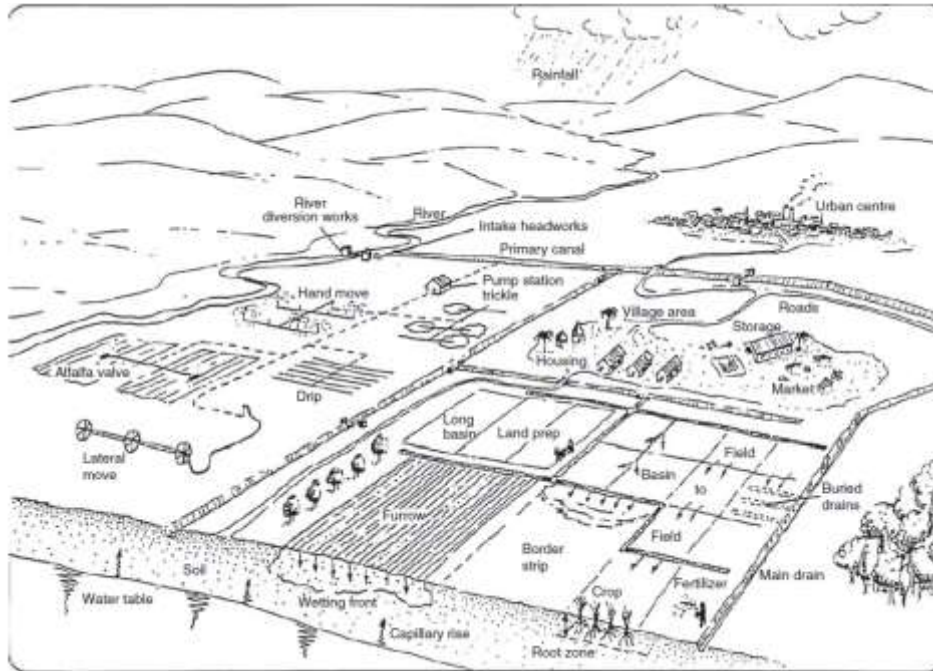 Rainfall
Urban centre
River
diversion works
River
Intake headworks
Primary canal
Hand move
Pump station
trickle
Roads
Village area
Storage
Alfalfa valve
Housing
Drip
Market
Long
basin
Land prep
Field
Lateral
move
Basin
to
Buried
drains
Furrow
Field
Border
strip
Soil
Main drain
Water table
Wetting front
Crop
Fertilizer
Capillary rise
Root zone